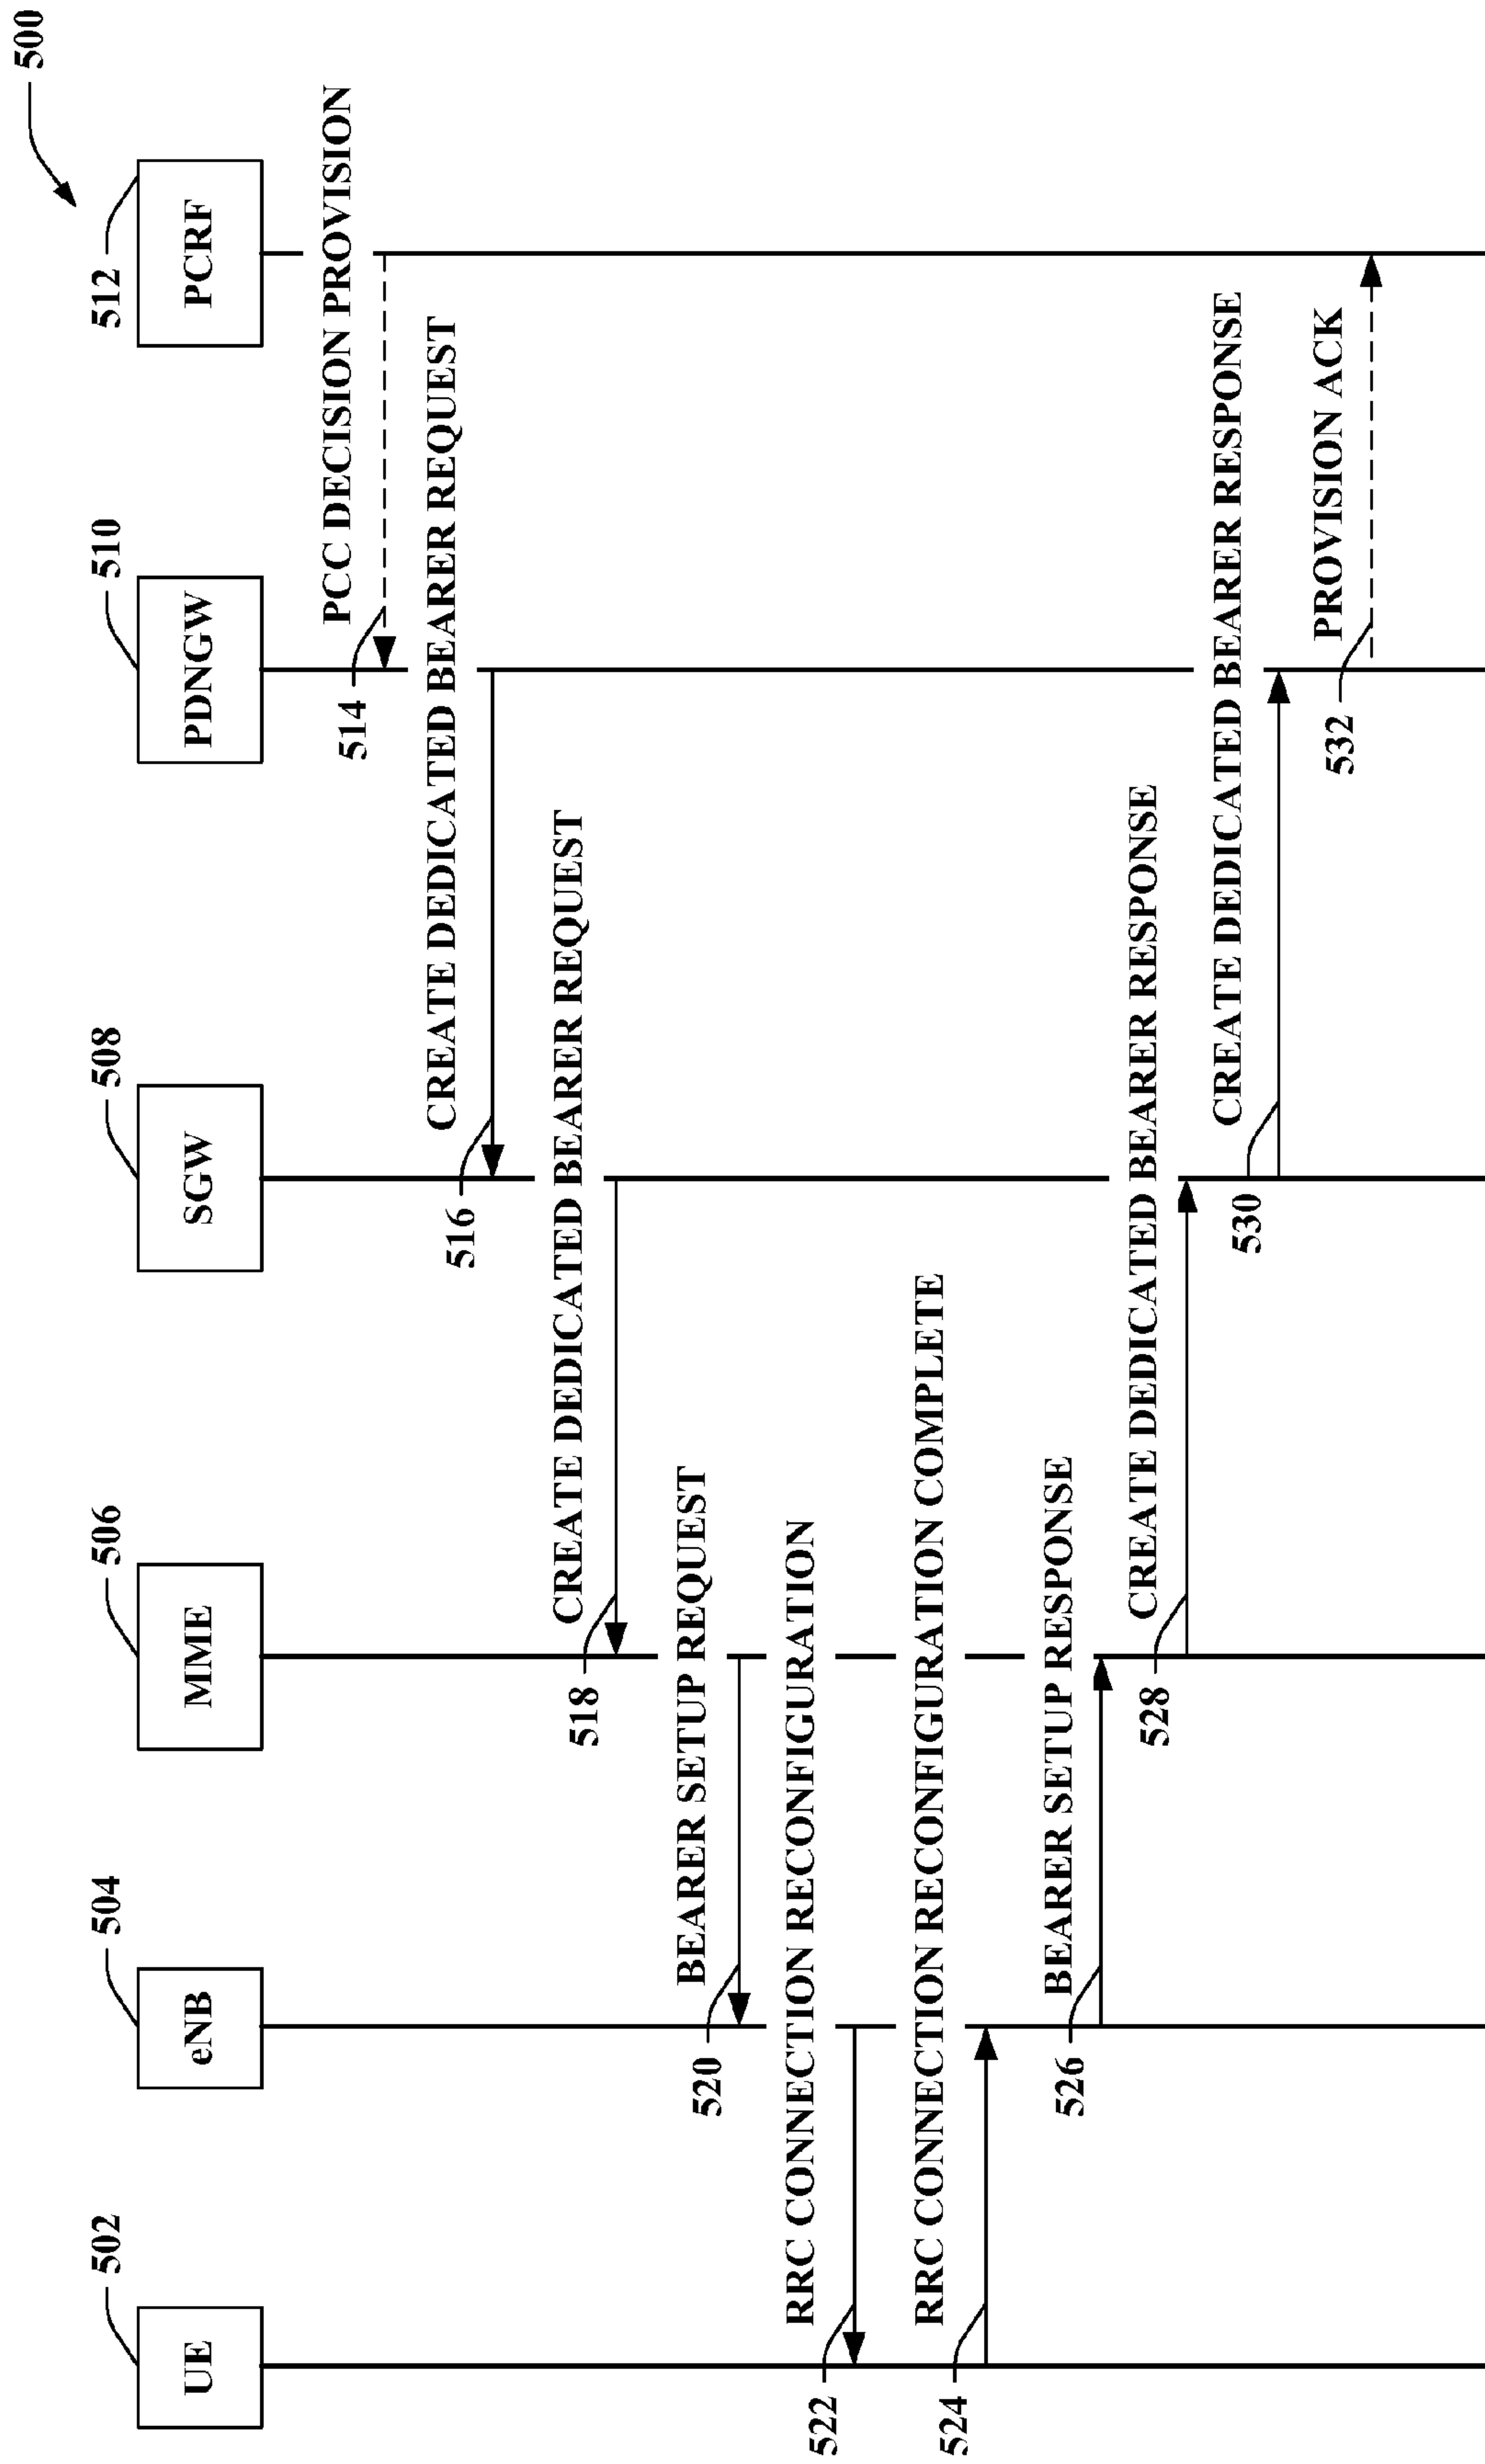 500
502
504
506
508
510
512
UE
eNB
MME
SGW
PDNGW
PCRF
PCC DECISION PROVISION
514
CREATE DEDICATED BEARER REQUEST
516
CREATE DEDICATED BEARER REQUEST
518
BEARER SETUP REQUEST
520
RRC CONNECTION RECONFIGURATION
522
RRC CONNECTION RECONFIGURATION COMPLETE
524
BEARER SETUP RESPONSE
526
CREATE DEDICATED BEARER RESPONSE
528
CREATE DEDICATED BEARER RESPONSE
530
PROVISION ACK
532